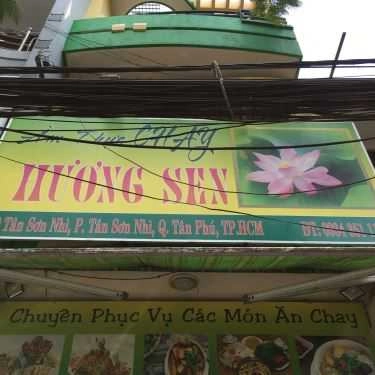 Ẩm Thực CHAY
HƯƠNG SEN
Tân Sơn Nhì, P. Tân Sơn Nhì, Q. Tân Phú, TP.HCM
ĐT:
Chuyên Phục Vụ Các Món Ăn Chay